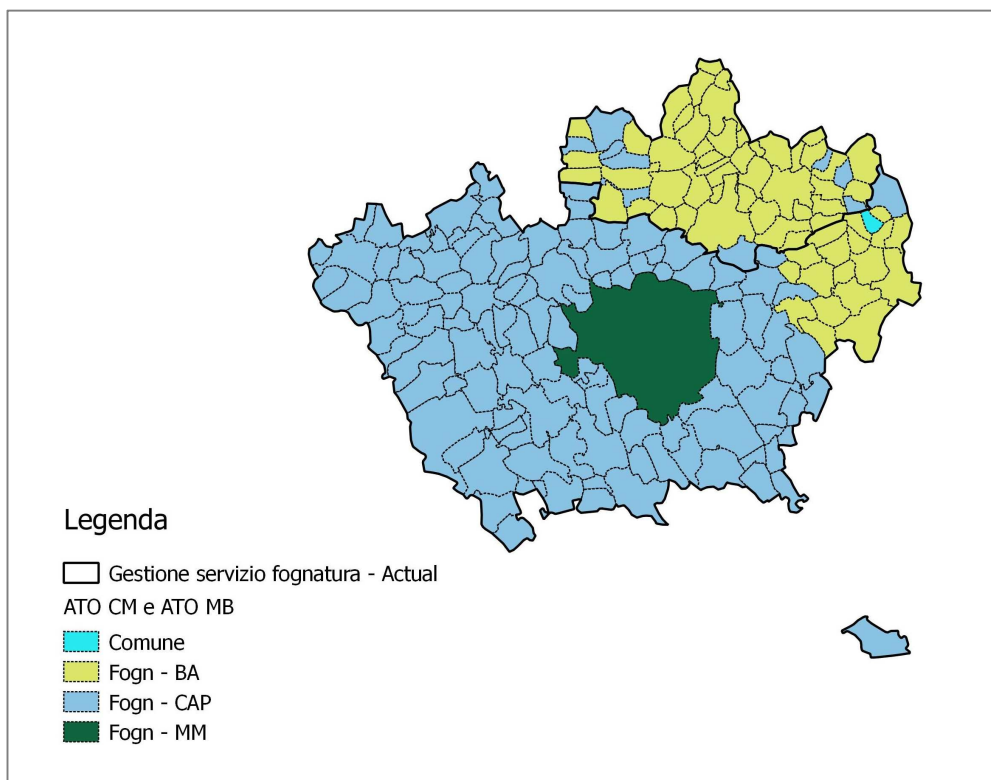 Legenda
Gestione servizio fognatura - Actual
ATO CM e ATO MB
Comune
Fogn - BA
Fogn - CAP
Fogn - MM